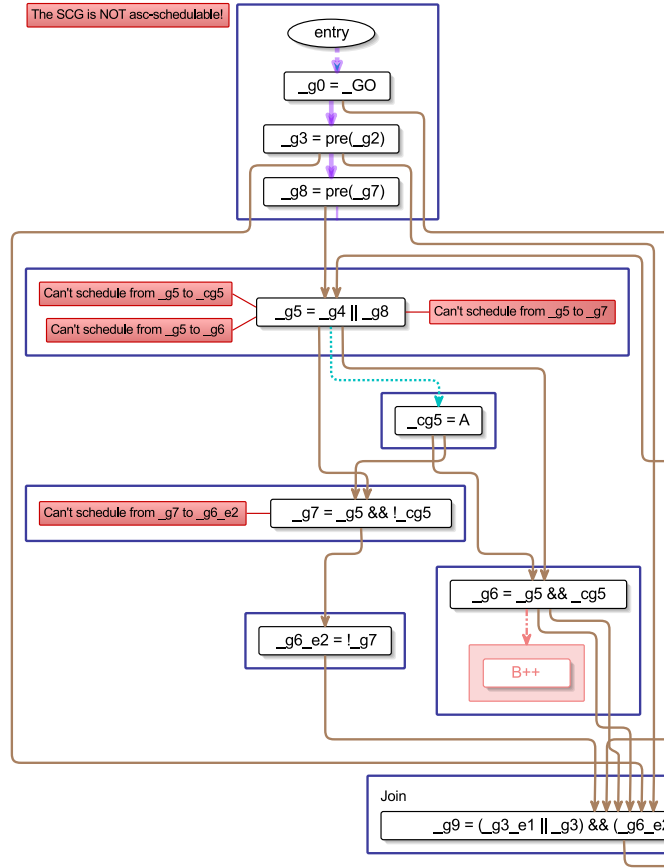 The SCG is NOT asc-schedulable!
entry
_g0 = _GO
_g3 = pre(_g2)
_g8 = pre(_g7)
Can't schedule from _g5 to _cg5
Can't schedule from _g5 to _g6
_g5 = _g4 || _g8
Can't schedule from _g5 to _g7
_cg5 = A
Can't schedule from _g7 to _g6_e2
_g7 = _g5 && !_cg5
_g6 = _g5 && _cg5
_g6_e2 = !_g7
B++
Join
_g9 = (_g3_e1 || _g3) && (_g6_e2